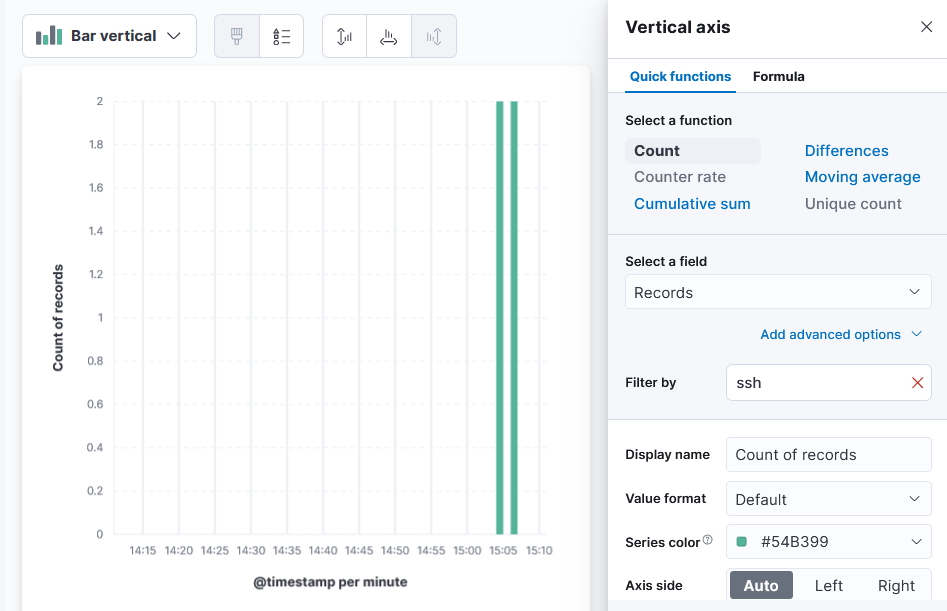 Bar vertical
2
1.8
1.6
1.4
1.2
1
0.8
0.6
0.4
0.2
0
Count of records
14:15 14:20 14:25 14:30 14:35 14:40 14:45 14:50 14:55 15:00 15:05 15:10
@timestamp per minute
Vertical axis
Quick functions Formula
Select a function
Count Differences
Counter rate Moving average
Cumulative sum Unique count
Select a field
Records
Add advanced options
Filter by ssh
Display name Count of records
Value format Default
Series color ? #54B399
Axis side Auto Left Right